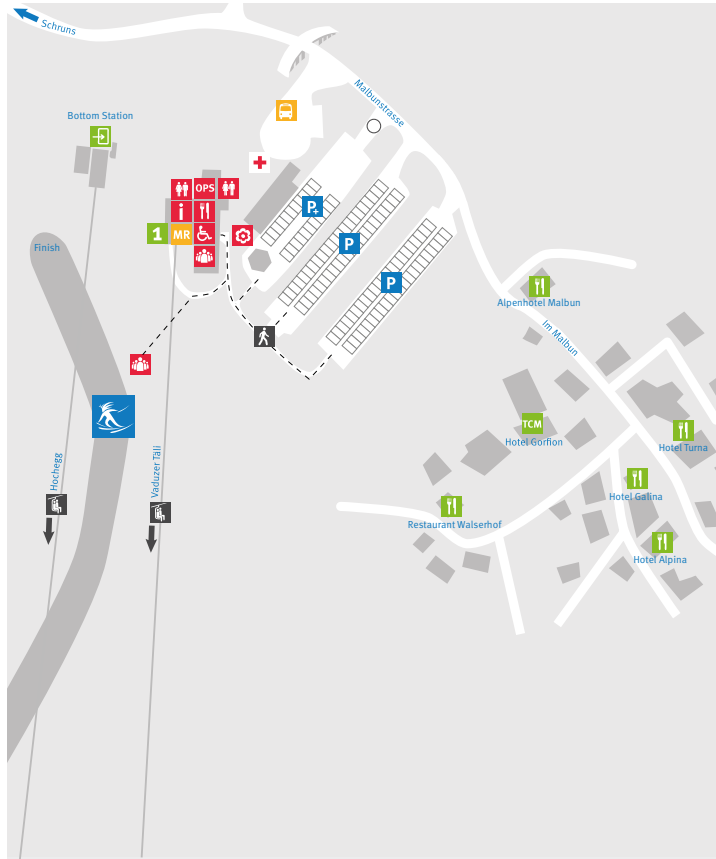 Schruns
Malbunstrasse
Bottom Station
OPS
P+
i
1
MR
P
Finish
P
Alpenhotel Malbun
Im Malbun
TCM
Hotel Gorfion
Hotel Turna
Hochegg
Vaduzer Täli
Hotel Galina
Restaurant Walserhof
Hotel Alpina